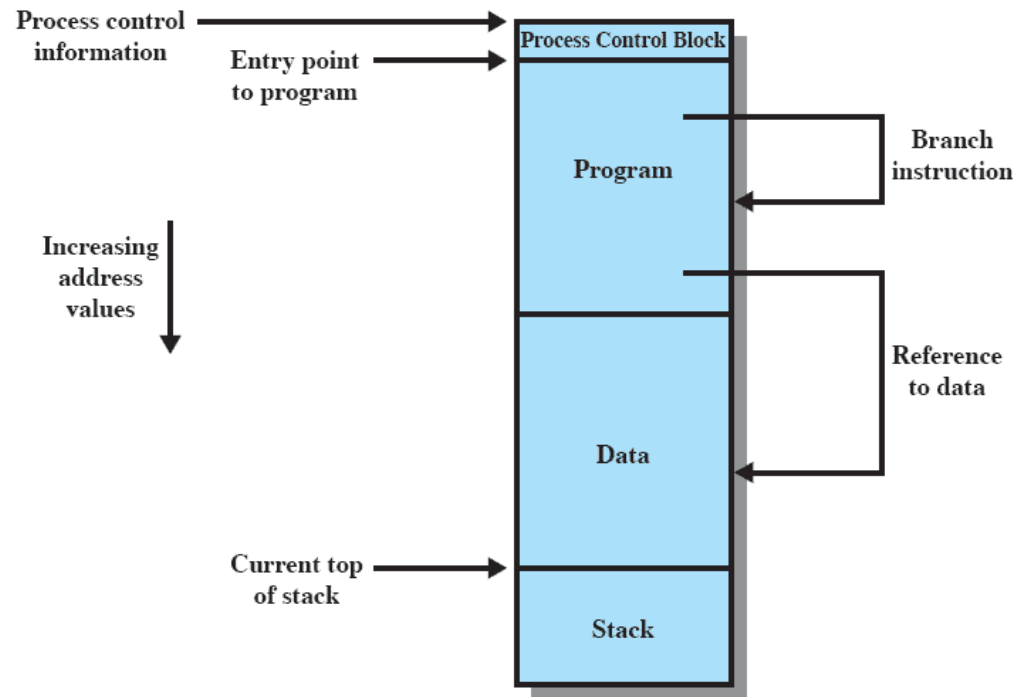 Process control
information
Process Control Block
Entry point
to program
Branch
instruction
Program
Increasing
address
values
Reference
to data
Data
Current top
of stack
Stack